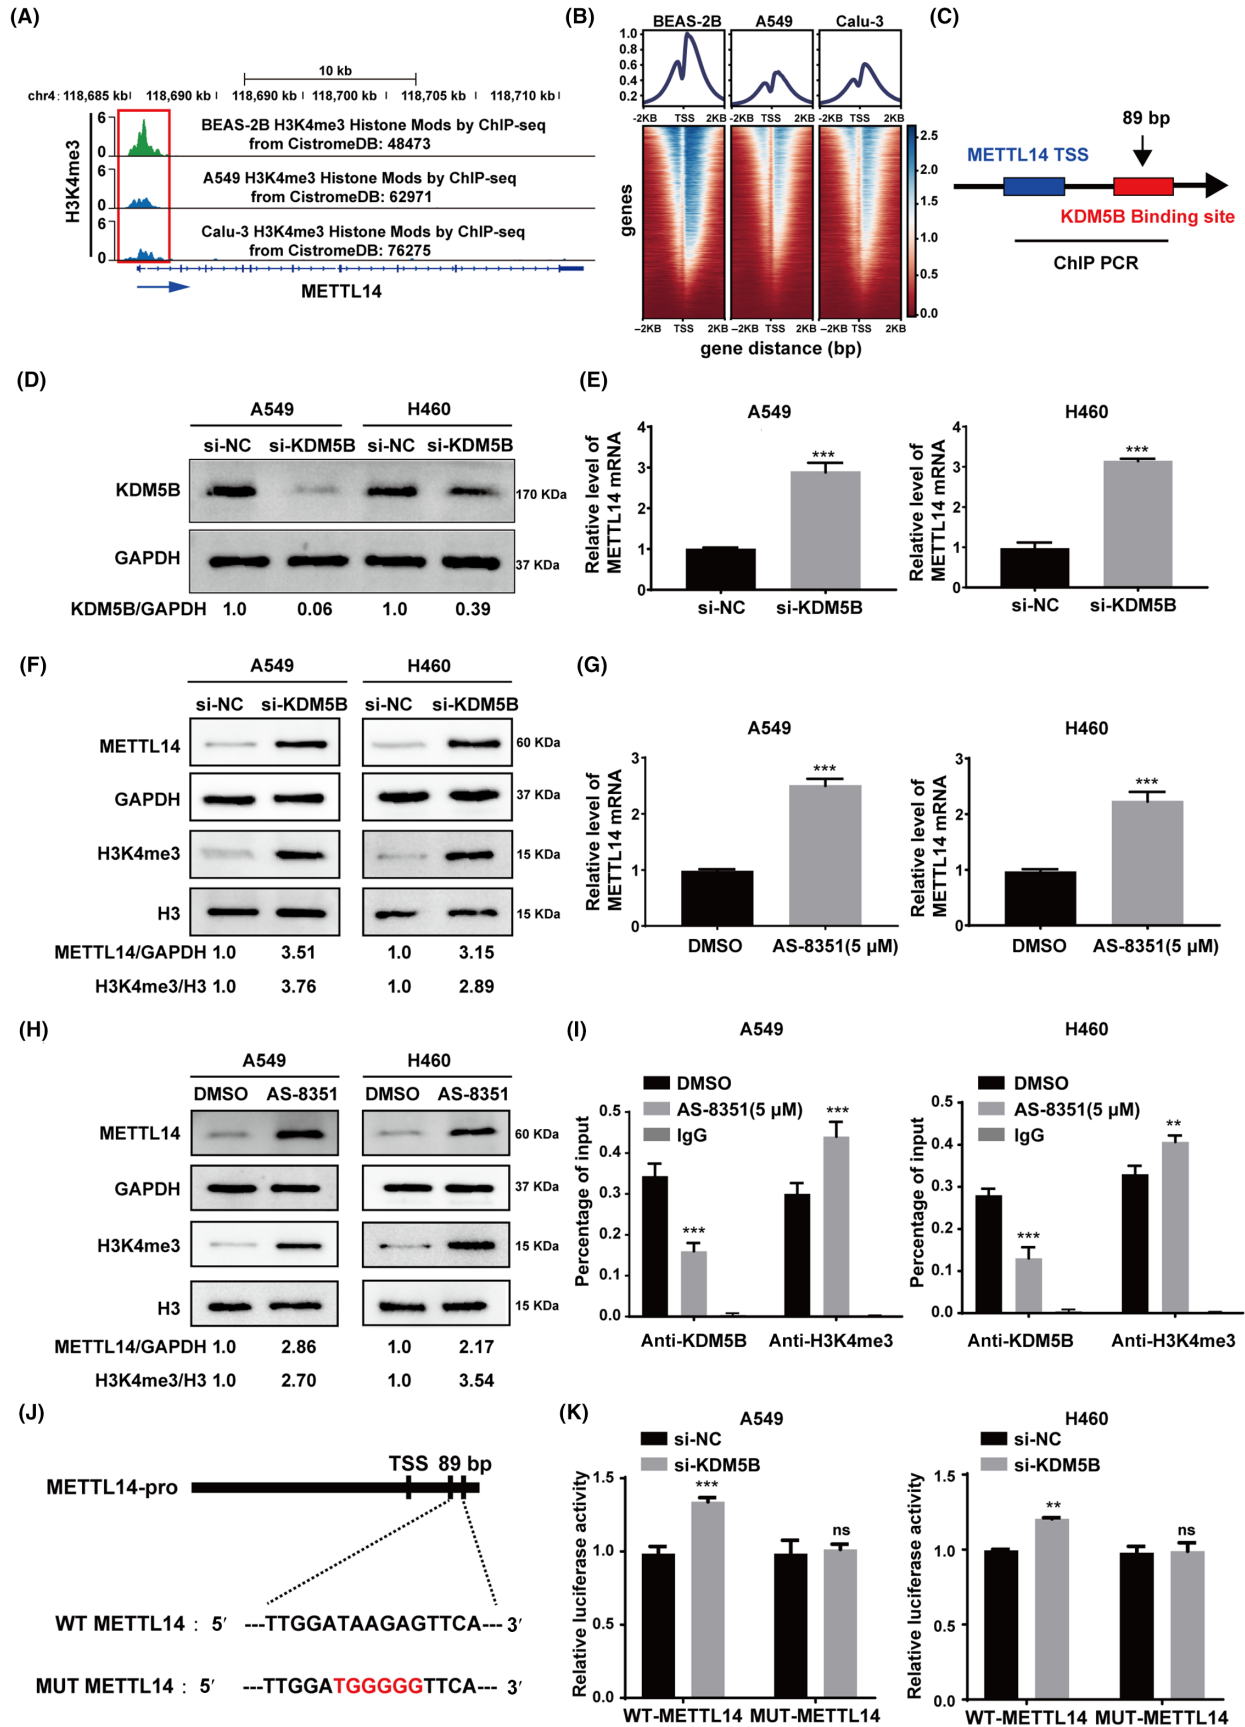 (A)
10 kb
chr4: 118,685 kb 118,690 kb 118,690 kb 118,700 kb 118,705 kb 118,710 kb
H3K4me3
6
0
BEAS-2B H3K4me3 Histone Mods by ChIP-seq
from CistromeDB: 48473
6
0
A549 H3K4me3 Histone Mods by ChIP-seq
from CistromeDB: 62971
6
0
Calu-3 H3K4me3 Histone Mods by ChIP-seq
from CistromeDB: 76275
METTL14
(B)
BEAS-2B A549 Calu-3
1.0
0.8
0.6
0.4
0.2
-2KB TSS 2KB -2KB TSS 2KB -2KB TSS 2KB
genes
2.5
2.0
1.5
1.0
0.5
0.0
−2KB TSS 2KB −2KB TSS 2KB −2KB TSS 2KB
gene distance (bp)
(C)
89 bp
METTL14 TSS
KDM5B Binding site
ChIP PCR
(D)
A549 H460
si-NC si-KDM5B si-NC si-KDM5B
KDM5B 170 KDa
GAPDH 37 KDa
KDM5B/GAPDH 1.0 0.06 1.0 0.39
(E)
A549
Relative level of
METTL14 mRNA
4
3
2
1
0
***
si-NC si-KDM5B
H460
Relative level of
METTL14 mRNA
4
3
2
1
0
***
si-NC si-KDM5B
(F)
A549 H460
si-NC si-KDM5B si-NC si-KDM5B
METTL14 60 KDa
GAPDH 37 KDa
H3K4me3 15 KDa
H3 15 KDa
METTL14/GAPDH 1.0 3.51 1.0 3.15
H3K4me3/H3 1.0 3.76 1.0 2.89
(G)
A549
Relative level of
METTL14 mRNA
3
2
1
0
***
DMSO AS-8351(5 μM)
H460
Relative level of
METTL14 mRNA
3
2
1
0
***
DMSO AS-8351(5 μM)
(H)
A549 H460
DMSO AS-8351 DMSO AS-8351
METTL14 60 KDa
GAPDH 37 KDa
H3K4me3 15 KDa
H3 15 KDa
METTL14/GAPDH 1.0 2.86 1.0 2.17
H3K4me3/H3 1.0 2.70 1.0 3.54
(I)
A549
DMSO
AS-8351(5 μM)
IgG
Percentage of input
0.5
0.4
0.3
0.2
0.1
0.0
*** ***
Anti-KDM5B Anti-H3K4me3
H460
DMSO
AS-8351(5 μM)
IgG
Percentage of input
0.5
0.4
0.3
0.2
0.1
0.0
*** **
Anti-KDM5B Anti-H3K4me3
(J)
TSS 89 bp
METTL14-pro
WT METTL14 : 5′ ---TTGGATAAGAGTTCA--- 3′
MUT METTL14 : 5′ ---TTGGATGGGGGTTCA--- 3′
(K)
A549
si-NC
si-KDM5B
Relative luciferase activity
1.5
1.0
0.5
0.0
*** ns
WT-METTL14 MUT-METTL14
H460
si-NC
si-KDM5B
Relative luciferase activity
1.5
1.0
0.5
0.0
** ns
WT-METTL14 MUT-METTL14